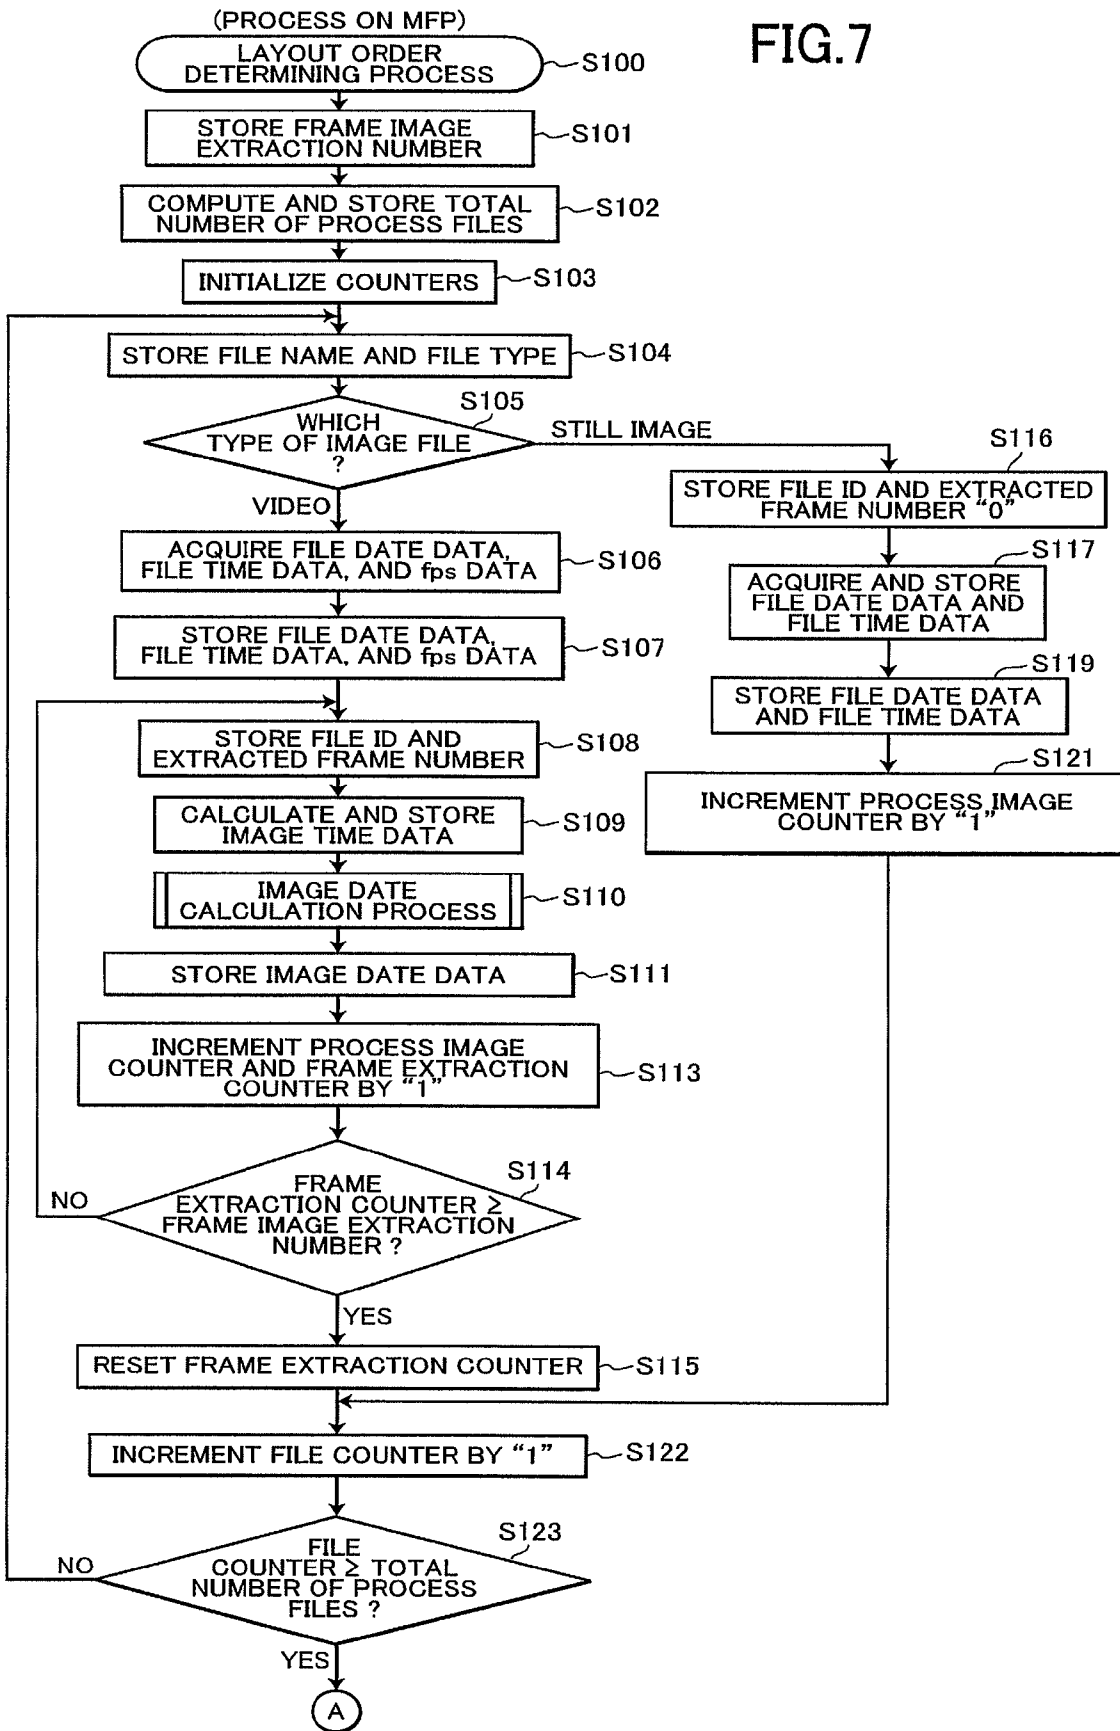 (PROCESS ON MFP)
FIG.7
LAYOUT ORDER
DETERMINING PROCESS
S100
STORE FRAME IMAGE
EXTRACTION NUMBER
S101
COMPUTE AND STORE TOTAL
NUMBER OF PROCESS FILES
S102
INITIALIZE COUNTERS
S103
STORE FILE NAME AND FILE TYPE
S104
S105
WHICH
TYPE OF IMAGE FILE
?
STILL IMAGE
VIDEO
ACQUIRE FILE DATE DATA,
FILE TIME DATA, AND fps DATA
S106
STORE FILE DATE DATA,
FILE TIME DATA, AND fps DATA
S107
STORE FILE ID AND
EXTRACTED FRAME NUMBER
S108
CALCULATE AND STORE
IMAGE TIME DATA
S109
IMAGE DATE
CALCULATION PROCESS
S110
STORE IMAGE DATE DATA
S111
INCREMENT PROCESS IMAGE
COUNTER AND FRAME EXTRACTION
COUNTER BY “1”
S113
S114
FRAME
EXTRACTION COUNTER ≥
FRAME IMAGE EXTRACTION
NUMBER ?
NO
YES
RESET FRAME EXTRACTION COUNTER
S115
S116
STORE FILE ID AND EXTRACTED
FRAME NUMBER “0”
S117
ACQUIRE AND STORE
FILE DATE DATA AND
FILE TIME DATA
S119
STORE FILE DATE DATA
AND FILE TIME DATA
S121
INCREMENT PROCESS IMAGE
COUNTER BY “1”
INCREMENT FILE COUNTER BY “1”
S122
S123
FILE
COUNTER ≥ TOTAL
NUMBER OF PROCESS
FILES ?
NO
YES
A